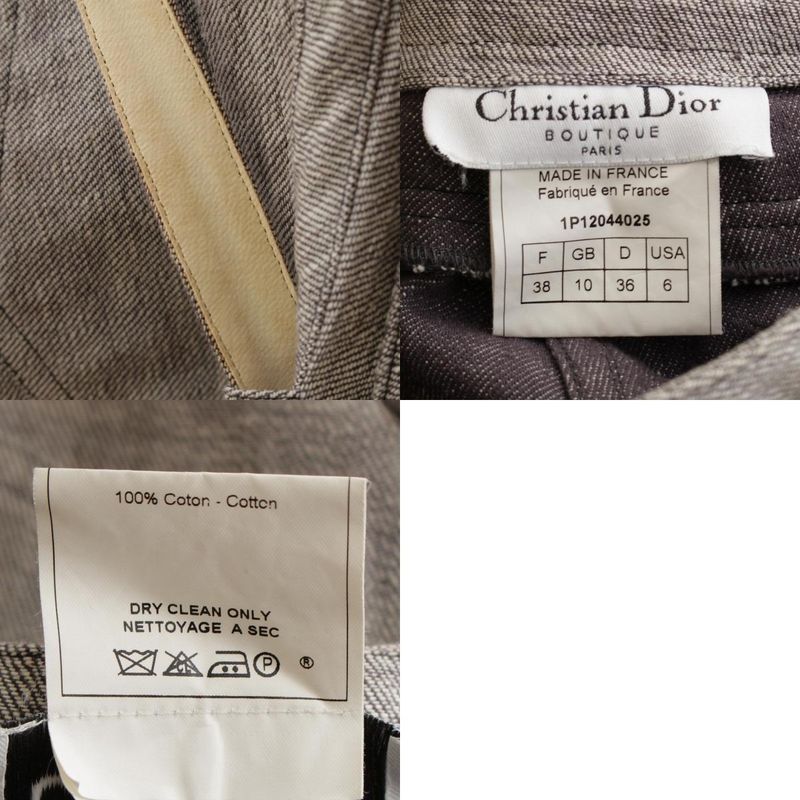 Christian Dior
BOUTIQUE
PARIS
MADE IN FRANCE
Fabriqué en France
1P12044025
F GB D USA
38 10 36 6
100% Coton - Cotton
DRY CLEAN ONLY
NETTOYAGE A SEC
CL P ®